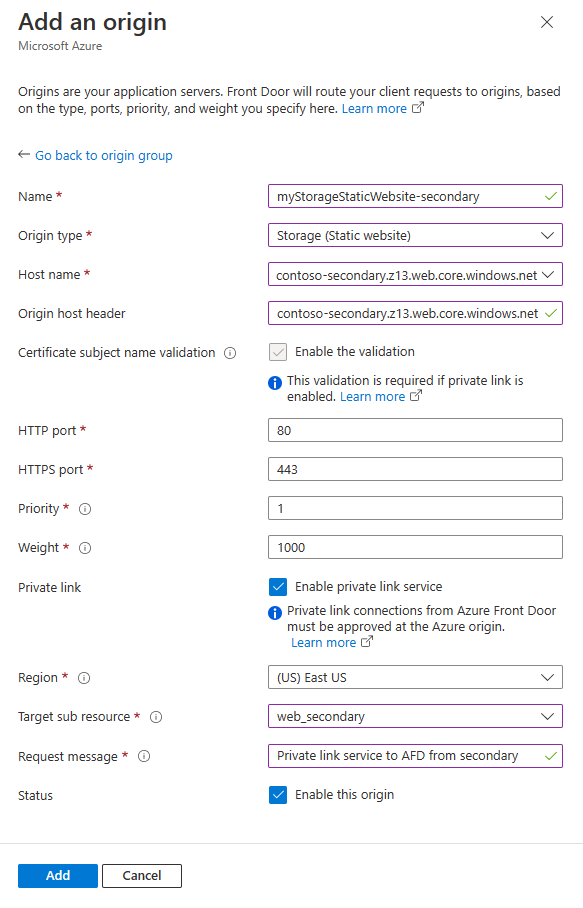 Add an origin
Microsoft Azure
Origins are your application servers. Front Door will route your client requests to origins, based
on the type, ports, priority, and weight you specify here. Learn more
Go back to origin group
Name *
myStorageStaticWebsite-secondary
Origin type *
Storage (Static website)
Host name *
contoso-secondary.z13.web.core.windows.net
Origin host header
contoso-secondary.z13.web.core.windows.net
Certificate subject name validation
Enable the validation
This validation is required if private link is
enabled. Learn more
HTTP port *
80
HTTPS port *
443
Priority *
1
Weight *
1000
Private link
Enable private link service
Private link connections from Azure Front Door
must be approved at the Azure origin.
Learn more
Region *
(US) East US
Target sub resource *
web_secondary
Request message *
Private link service to AFD from secondary
Status
Enable this origin
Add
Cancel